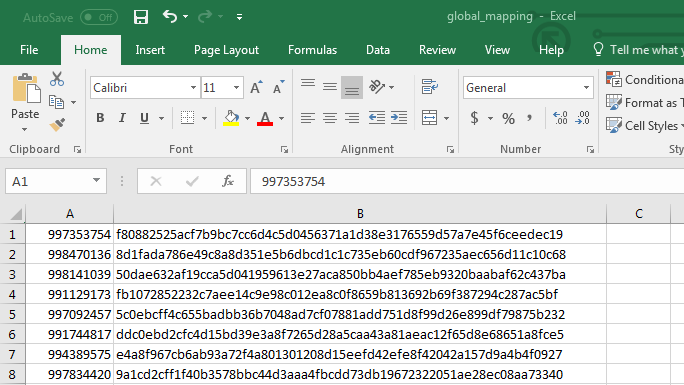 AutoSave Off global_mapping - Excel
File Home Insert Page Layout Formulas Data Review View Help Tell me what y
Paste Calibri 11 A A General Conditiona
Format as T
B I U A $ % , Cell Styles
Clipboard Font Alignment Number Sty
A1 fx 997353754
A B C
1 997353754 f80882525acf7b9bc7cc6d4c5d0456371a1d38e3176559d57a7e45f6ceedec19
2 998470136 8d1fada786e49c8a8d351e5b6dbcd1c1c735eb60cdf967235aec656d11c10c68
3 998141039 50dae632af19cca5d041959613e27aca850bb4aef785eb9320baabaf62c437ba
4 991129173 fb1072852232c7aee14c9e98c012ea8c0f8659b813692b69f387294c287ac5bf
5 997092457 5c0ebcff4c655badbb36b7048ad7cf07881add751d8f99d26e899df79875b232
6 991744817 ddc0ebd2cfc4d15bd39e3a8f7265d28a5caa43a81aeac12f65d8e68651a8fce5
7 994389575 e4a8f967cb6ab93a72f4a801301208d15eefd42efe8f42042a157d9a4b4f0927
8 997834420 9a1cd2cff1f40b3578bbc44d3aaa4fbcdd73db19672322051ae28ec08aa73340